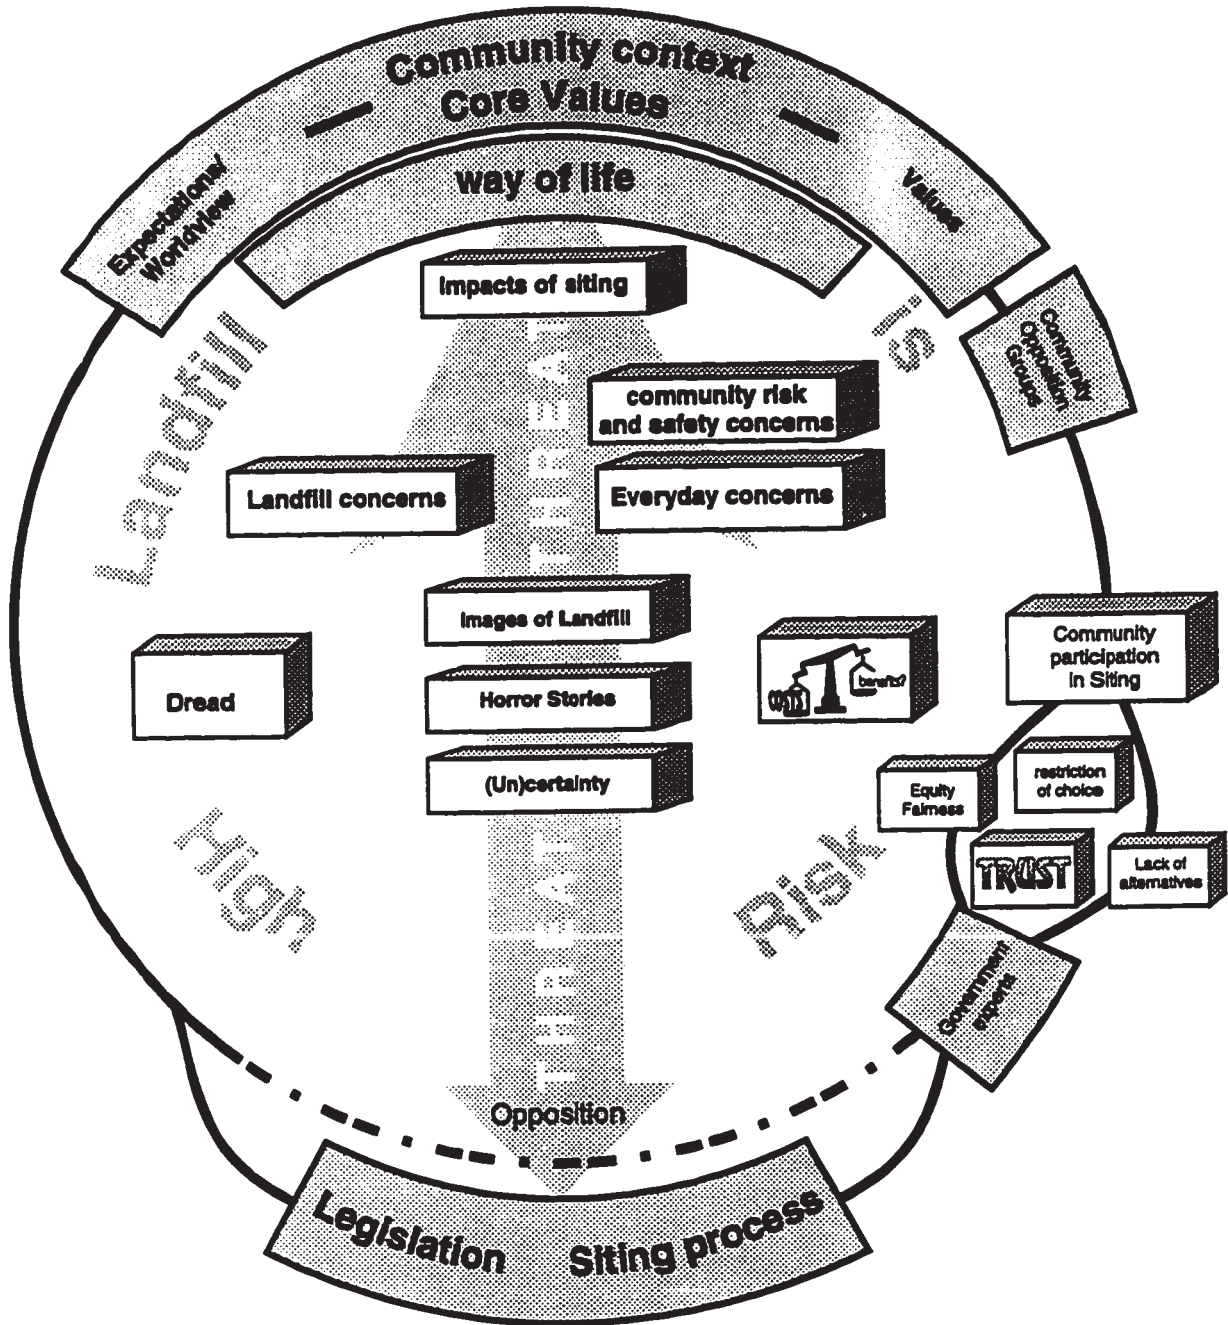 Community context
Core Values
Expectations/
Worldview
Values
way of life
Impacts of siting
Landfill
is
Community
Opposition
Groups
THREAT
community risk
and safety concerns
Landfill concerns
Everyday concerns
Images of Landfill
Community
participation
in Siting
Dread
Horror Stories
costs
benefits?
(Un)certainty
Equity
Fairness
restriction
of choice
TRUST
Lack of
alternatives
High
Risk
THREAT
Government
experts
Opposition
Legislation
Siting process